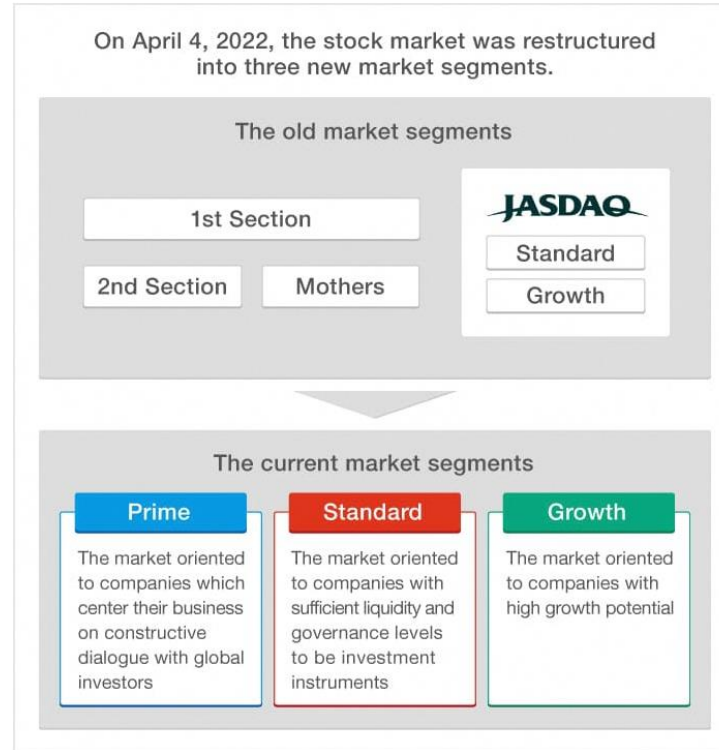 On April 4, 2022, the stock market was restructured
into three new market segments.
The old market segments
1st Section
2nd Section
Mothers
JASDAQ
Standard
Growth
The current market segments
Prime
The market oriented
to companies which
center their business
on constructive
dialogue with global
investors
Standard
The market oriented
to companies with
sufficient liquidity and
governance levels
to be investment
instruments
Growth
The market oriented
to companies with
high growth potential